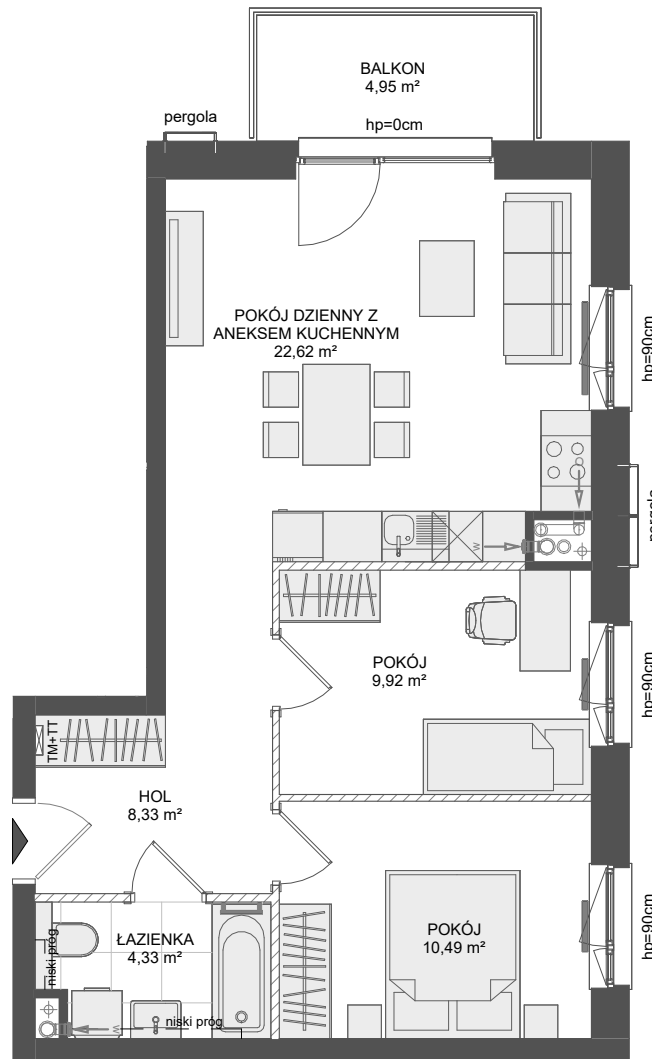 BALKON
4,95 m²
hp=0cm
pergola
POKÓJ DZIENNY Z
ANEKSEM KUCHENNYM
22,62 m²
hp=90cm
pergola
W
POKÓJ
9,92 m²
hp=90cm
TM+TT
HOL
8,33 m²
POKÓJ
10,49 m²
hp=90cm
ŁAZIENKA
4,33 m²
niski próg
W
niski próg